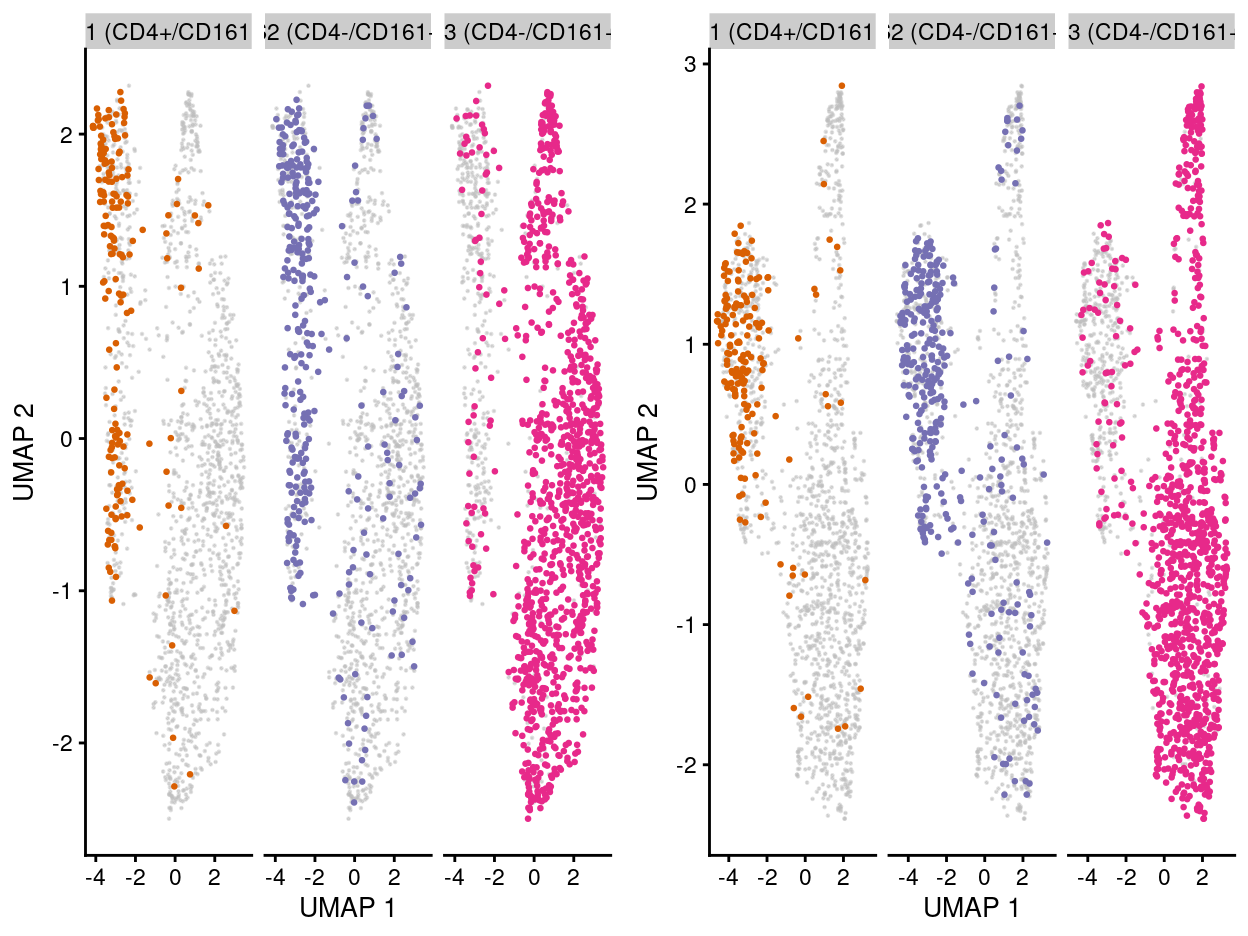 1 (CD4+/CD161
S2 (CD4-/CD161-
3 (CD4-/CD161-
1 (CD4+/CD161
S2 (CD4-/CD161-
3 (CD4-/CD161-
UMAP 2
2
1
0
-1
-2
-4 -2 0 2
-4 -2 0 2
-4 -2 0 2
UMAP 1
UMAP 2
3
2
1
0
-1
-2
-4 -2 0 2
-4 -2 0 2
-4 -2 0 2
UMAP 1